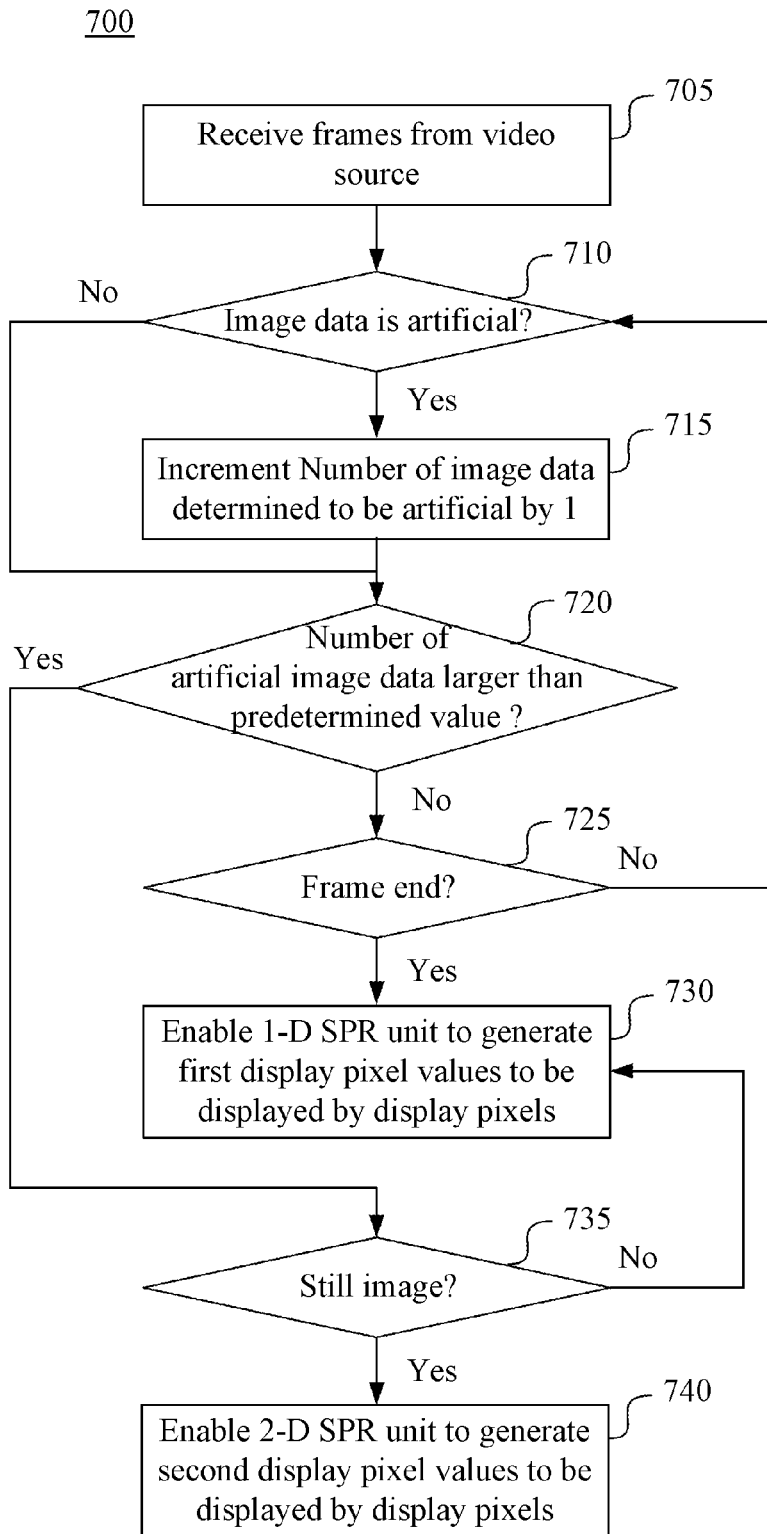 700
705
Receive frames from video
source
710
No
Image data is artificial?
Yes
715
Increment Number of image data
determined to be artificial by 1
720
Number of
Yes
artificial image data larger than
predetermined value ?
No
725
No
Frame end?
Yes
730
Enable 1-D SPR unit to generate
first display pixel values to be
displayed by display pixels
735
No
Still image?
Yes
740
Enable 2-D SPR unit to generate
second display pixel values to be
displayed by display pixels